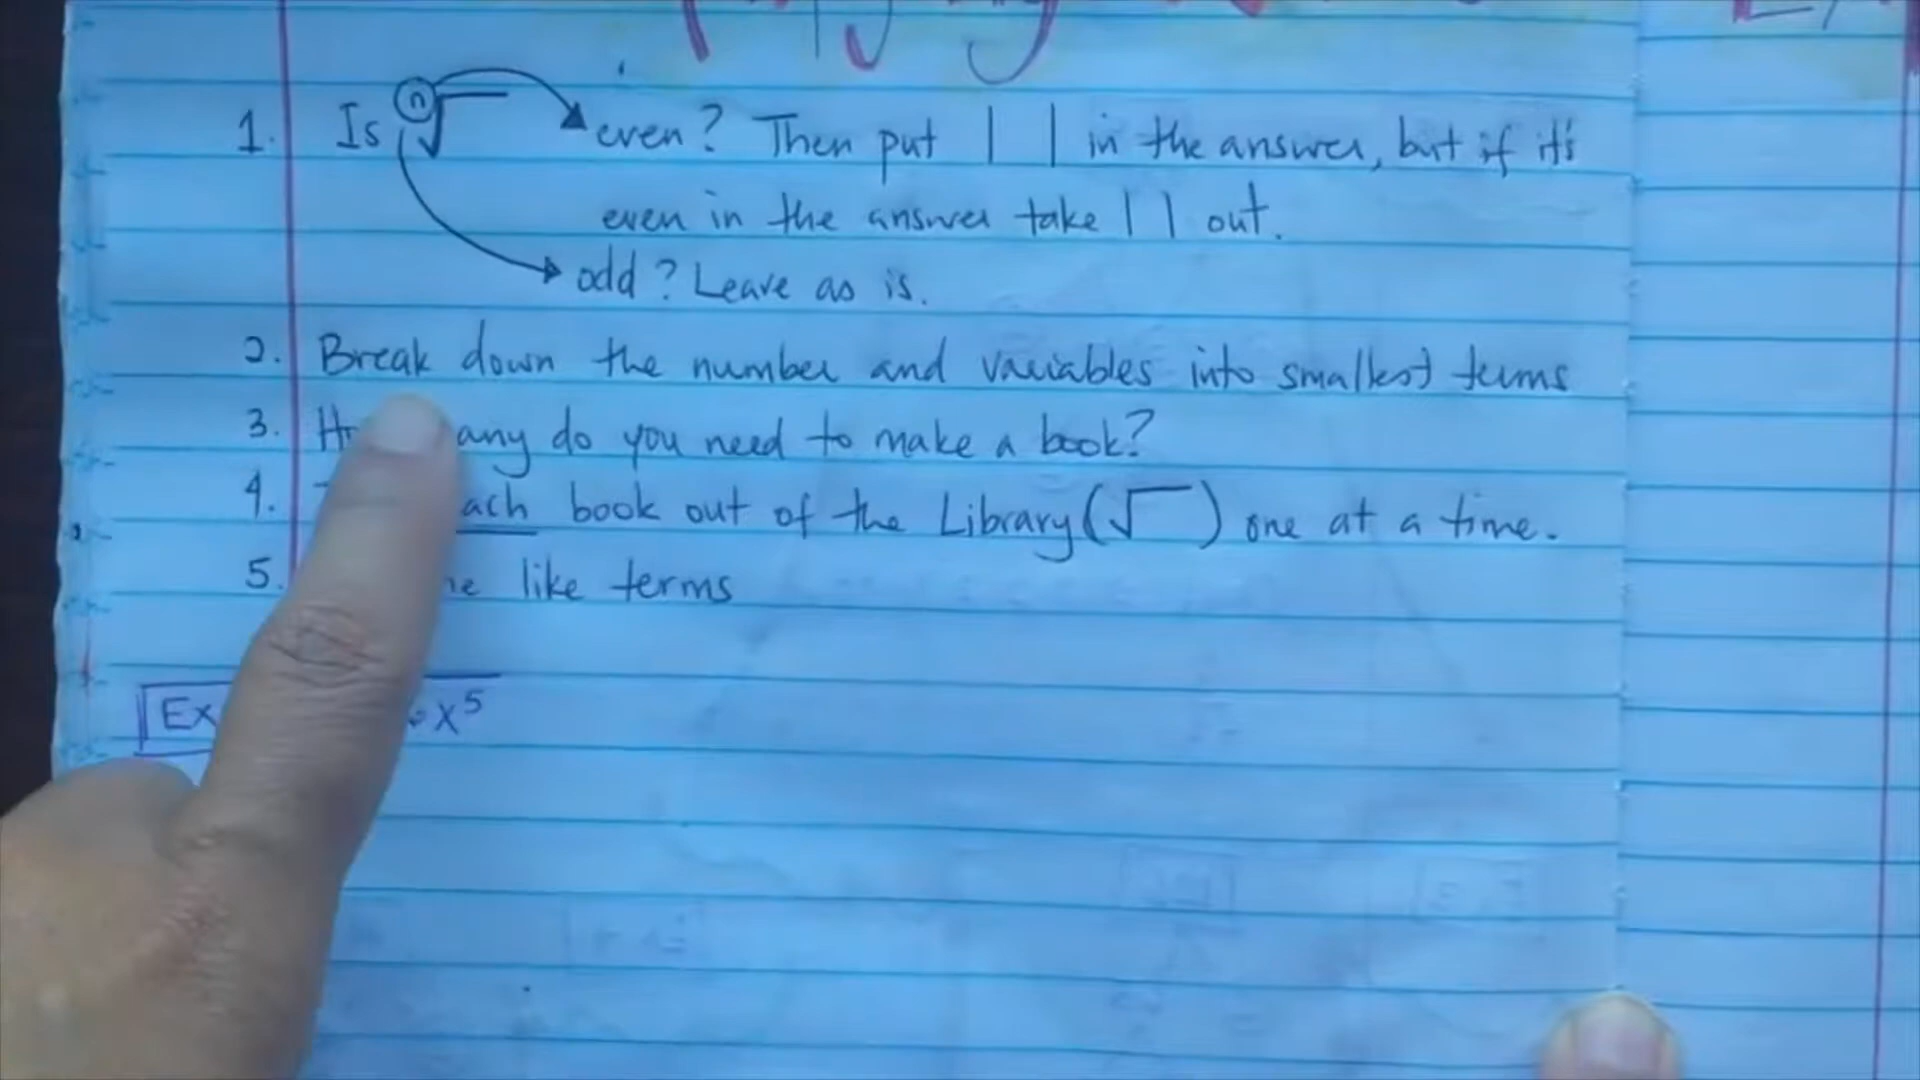 1. Is n√ even? Then put | | in the answer, but if it's
even in the answer take | | out.
odd? Leave as is.
2. Break down the number and variables into smallest terms
3. do you need to make a book?
4. book out of the Library (√ ) one at a time.
5. like terms
Ex x⁵